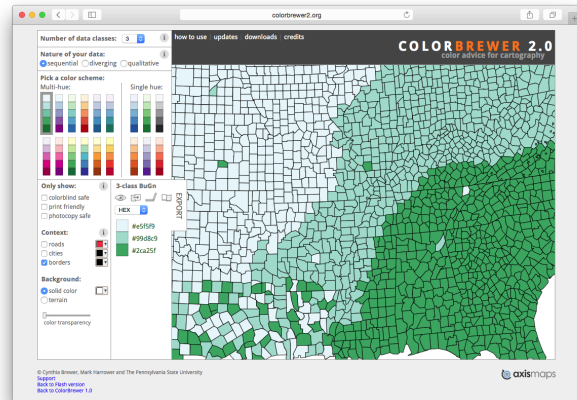 colorbrewer2.org
Number of data classes: 3 i
how to use | updates | downloads | credits
COLORBREWER 2.0
color advice for cartography
Nature of your data: i
sequential diverging qualitative
Pick a color scheme:
Multi-hue: Single hue:
Only show: i
colorblind safe
print friendly
photocopy safe
3-class BuGn
EXPORT
HEX
#e5f5f9
#99d8c9
#2ca25f
Context: i
roads
cities
borders
Background:
solid color
terrain
color transparency
© Cynthia Brewer, Mark Harrower and The Pennsylvania State University
Support
Back to Flash version
Back to ColorBrewer 1.0
axismaps